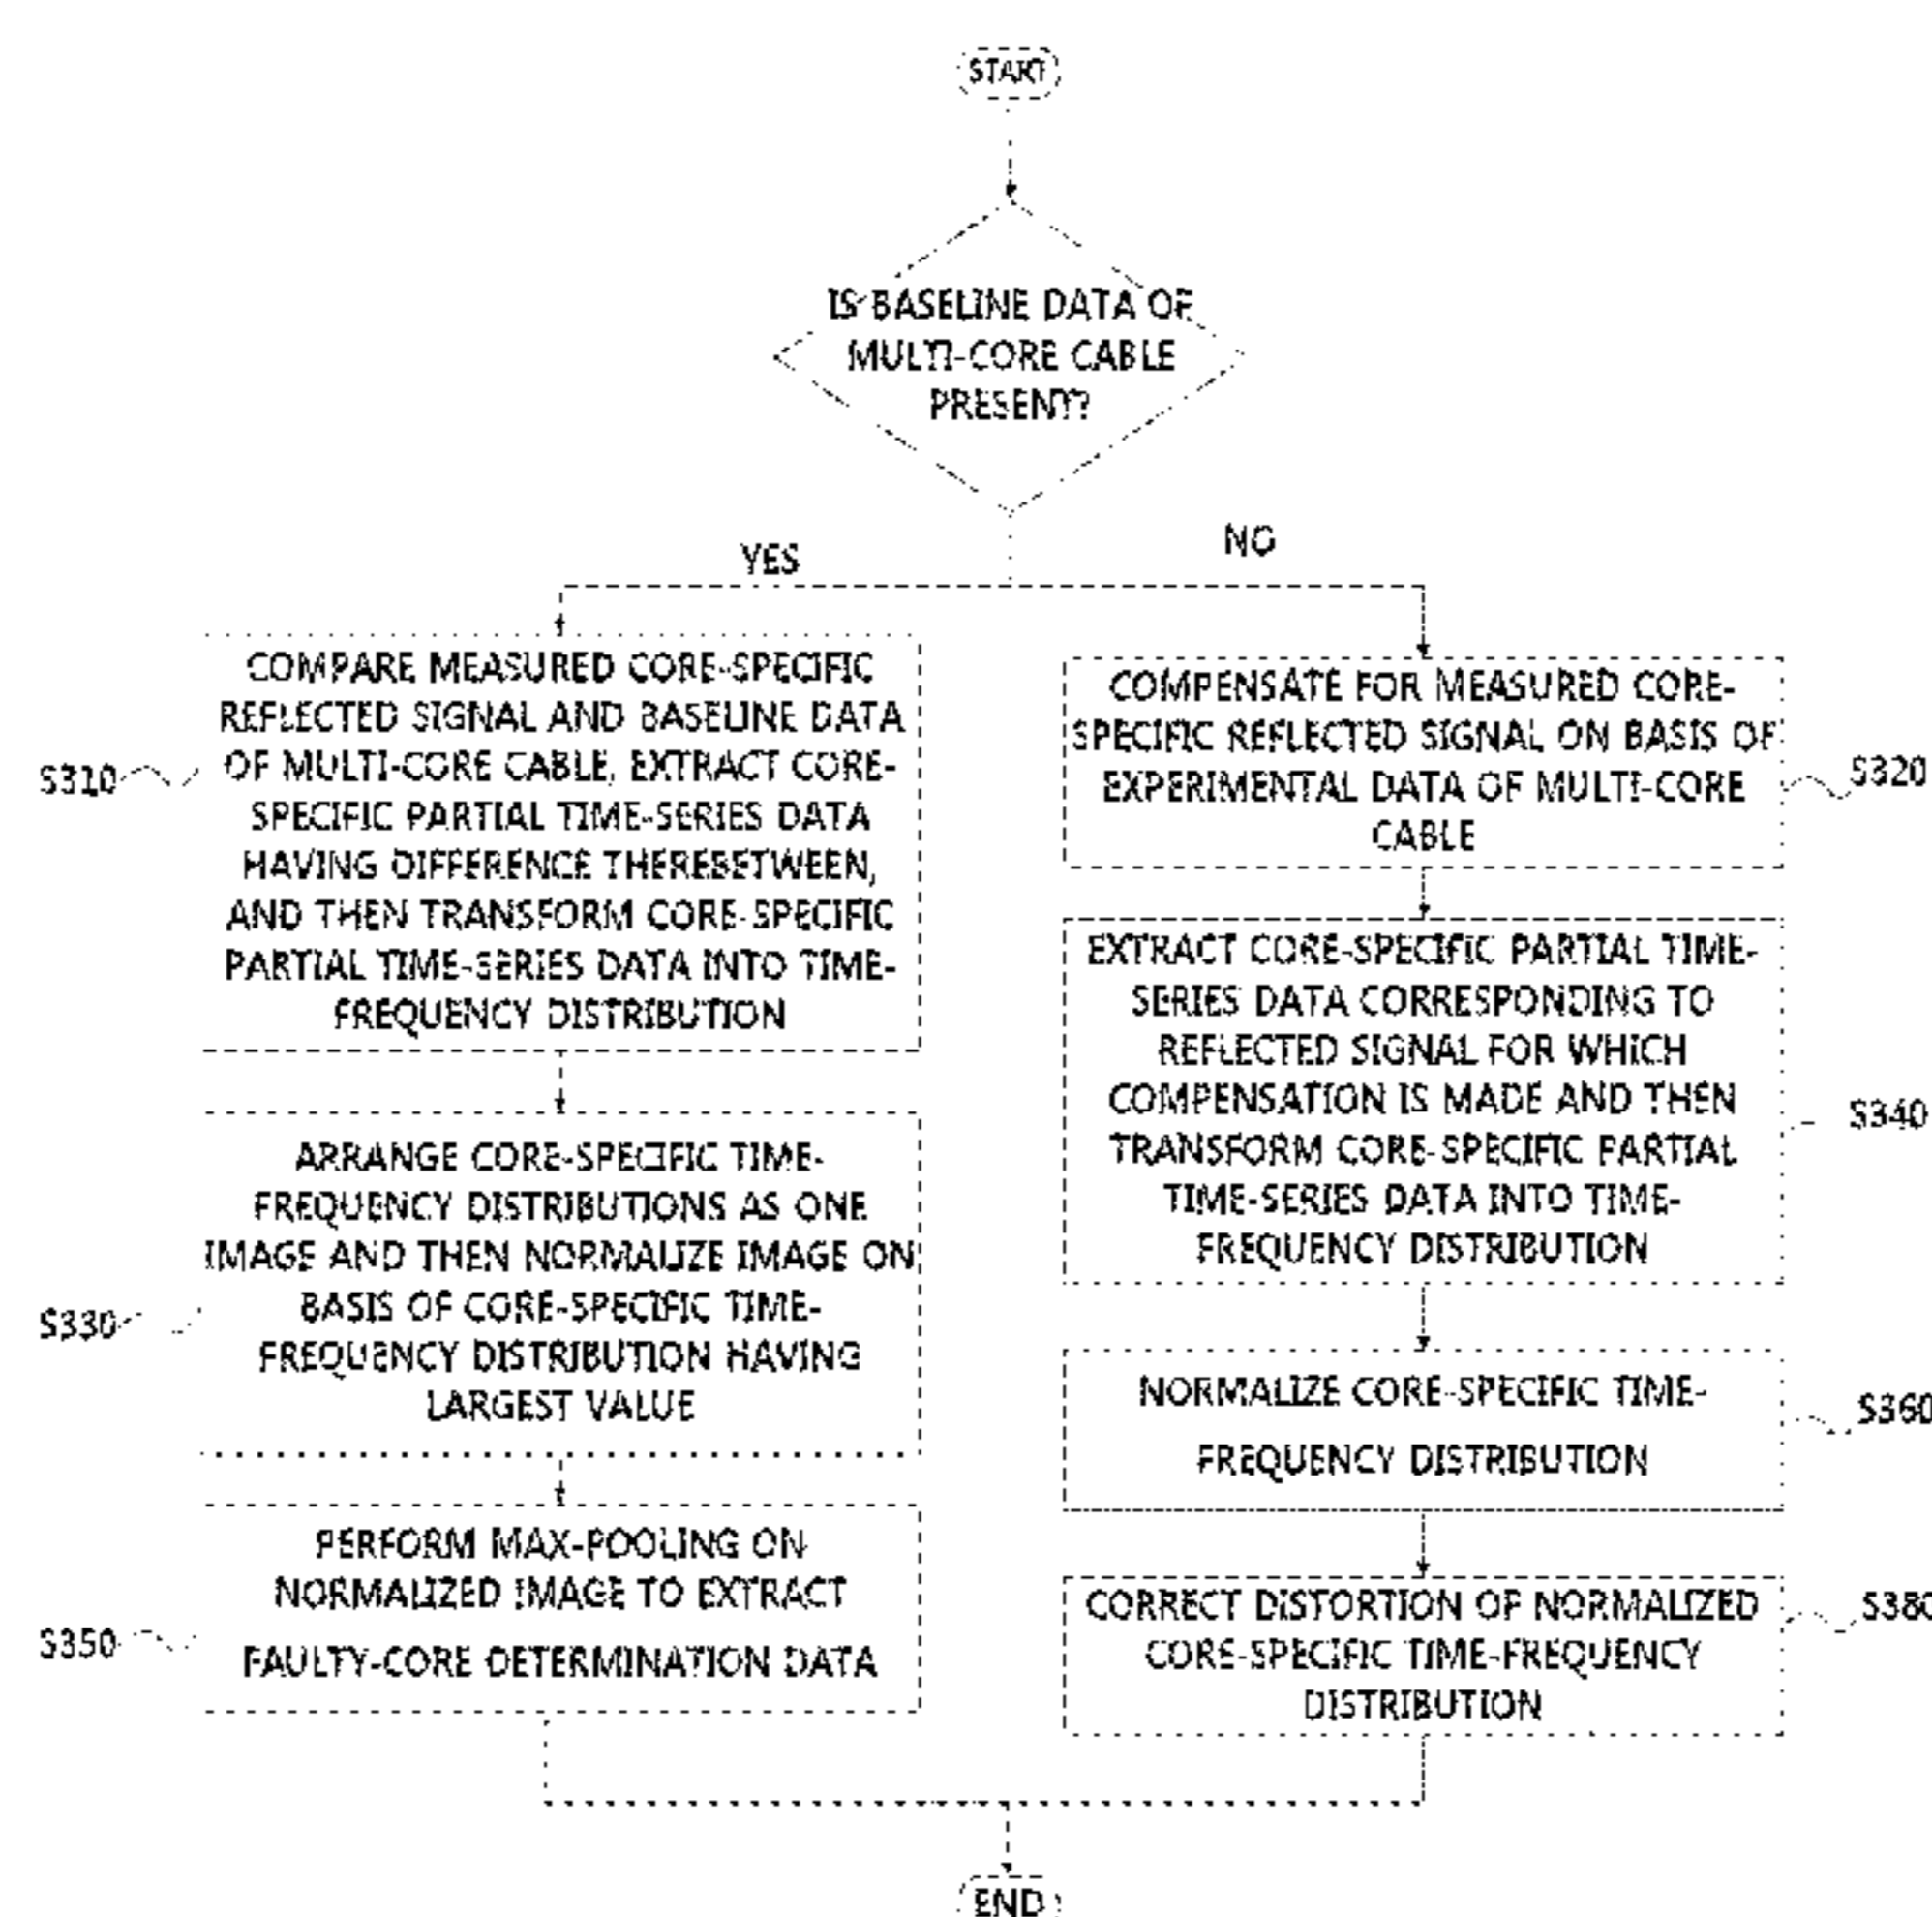 START
IS BASELINE DATA OF
MULTI-CORE CABLE
PRESENT?
YES
NO
COMPARE MEASURED CORE-SPECIFIC
REFLECTED SIGNAL AND BASELINE DATA
OF MULTI-CORE CABLE, EXTRACT CORE-
SPECIFIC PARTIAL TIME-SERIES DATA
HAVING DIFFERENCE THEREBETWEEN,
AND THEN TRANSFORM CORE-SPECIFIC
PARTIAL TIME-SERIES DATA INTO TIME-
FREQUENCY DISTRIBUTION
S310
ARRANGE CORE-SPECIFIC TIME-
FREQUENCY DISTRIBUTIONS AS ONE
IMAGE AND THEN NORMALIZE IMAGE ON
BASIS OF CORE-SPECIFIC TIME-
FREQUENCY DISTRIBUTION HAVING
LARGEST VALUE
S330
PERFORM MAX-POOLING ON
NORMALIZED IMAGE TO EXTRACT
FAULTY-CORE DETERMINATION DATA
S350
COMPENSATE FOR MEASURED CORE-
SPECIFIC REFLECTED SIGNAL ON BASIS OF
EXPERIMENTAL DATA OF MULTI-CORE
CABLE
S320
EXTRACT CORE-SPECIFIC PARTIAL TIME-
SERIES DATA CORRESPONDING TO
REFLECTED SIGNAL FOR WHICH
COMPENSATION IS MADE AND THEN
TRANSFORM CORE-SPECIFIC PARTIAL
TIME-SERIES DATA INTO TIME-
FREQUENCY DISTRIBUTION
S340
NORMALIZE CORE-SPECIFIC TIME-
FREQUENCY DISTRIBUTION
S360
CORRECT DISTORTION OF NORMALIZED
CORE-SPECIFIC TIME-FREQUENCY
DISTRIBUTION
S380
END